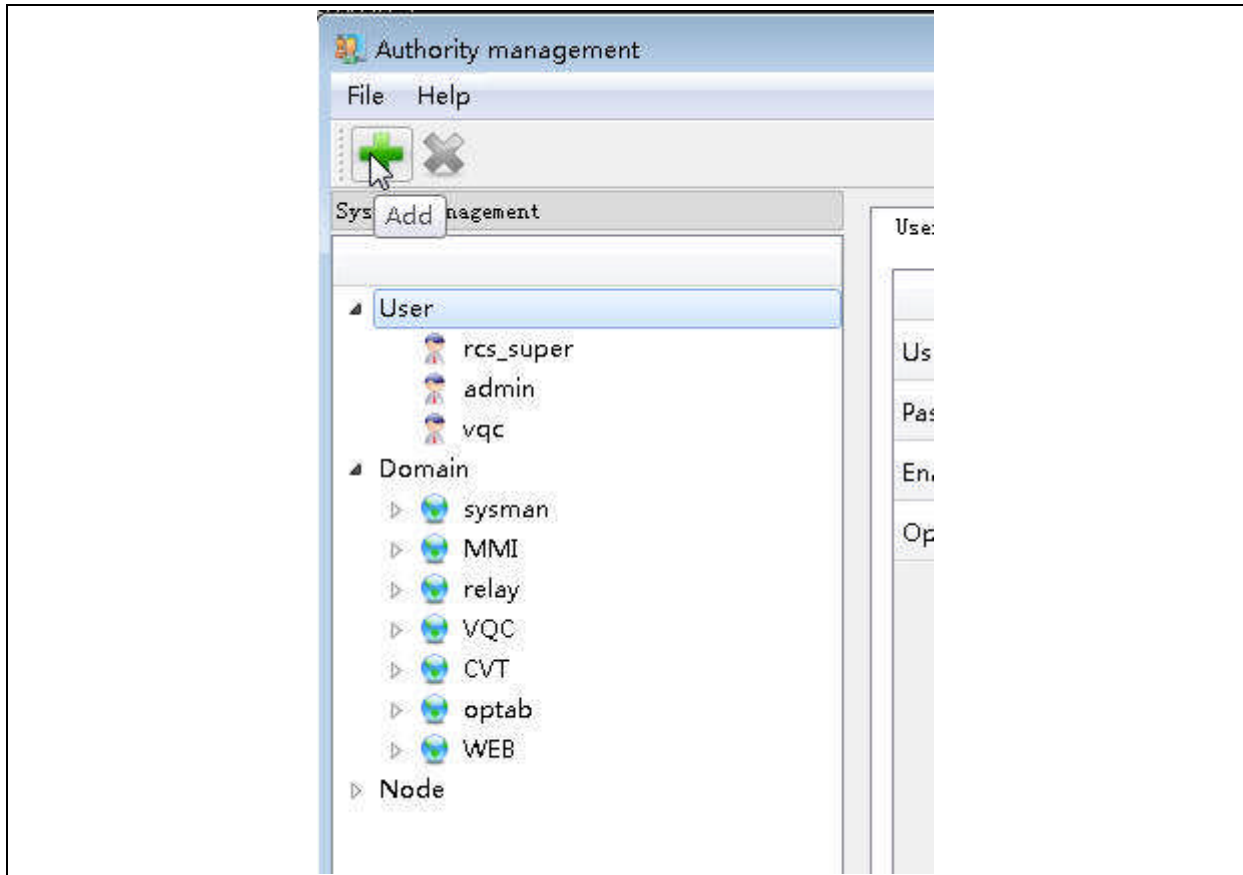 Authority management
File Help
Add
User
rcs_super
admin
vqc
Domain
sysman
MMI
relay
VQC
CVT
optab
WEB
Node